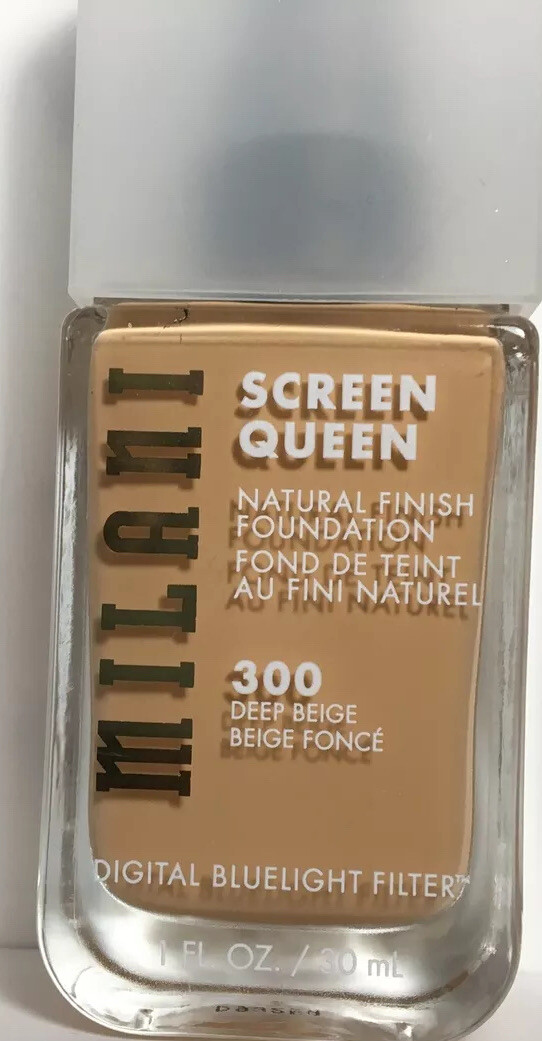 MILANI
SCREEN
QUEEN
NATURAL FINISH
FOUNDATION
FOND DE TEINT
AU FINI NATUREL
300
DEEP BEIGE
BEIGE FONCÉ
DIGITAL BLUELIGHT FILTER™
1 FL. OZ. / 30 mL